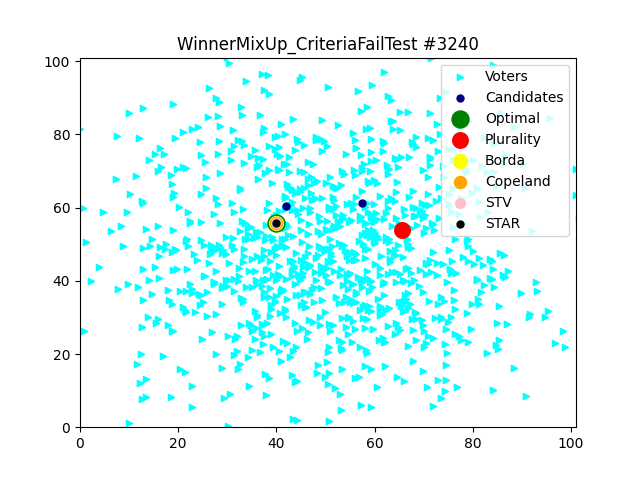 WinnerMixUp_CriteriaFailTest #3240
100
80
60
40
20
0
0 20 40 60 80 100
Voters
Candidates
Optimal
Plurality
Borda
Copeland
STV
STAR